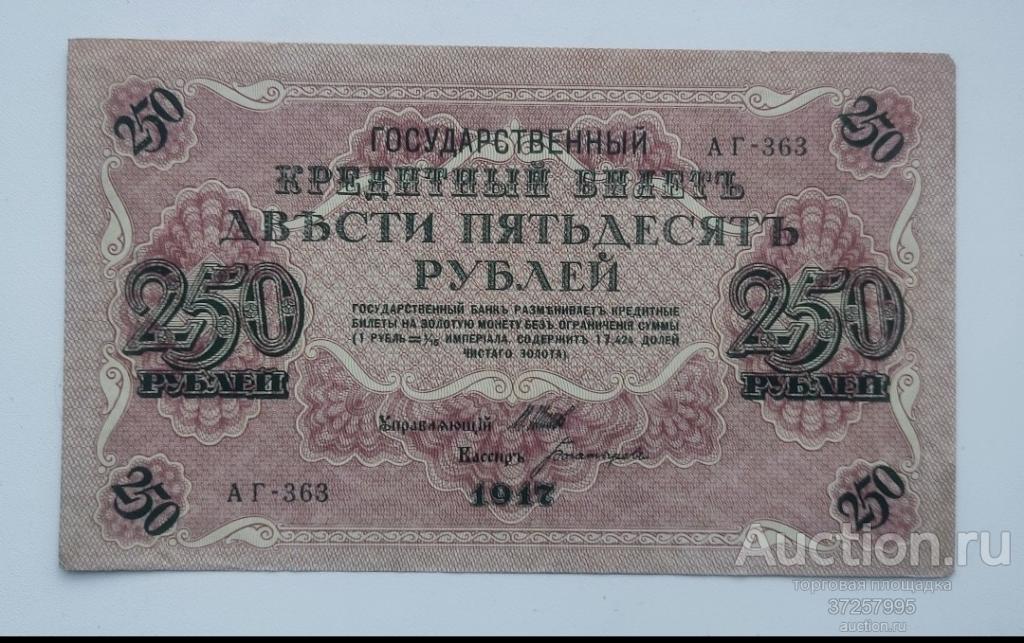 250
250
ГОСУДАРСТВЕННЫЙ
АГ-363
КРЕДИТНЫЙ БИЛЕТЪ
ДВѢСТИ ПЯТЬДЕСЯТЪ
РУБЛЕЙ
250
РУБЛЕЙ
250
РУБЛЕЙ
ГОСУДАРСТВЕННЫЙ БАНКЪ РАЗМѢНИВАЕТЪ КРЕДИТНЫЕ
БИЛЕТЫ НА ЗОЛОТУЮ МОНЕТУ БЕЗЪ ОГРАНИЧЕНІЯ СУММЫ
(1 РУБЛЬ = 1/15 ИМПЕРІАЛА, СОДЕРЖИТЪ 17,424 ДОЛЕЙ
ЧИСТАГО ЗОЛОТА).
Управляющій
Кассиръ
1917
АГ-363
250
250
Auction.ru
торговая площадка
37257995
auction.ru